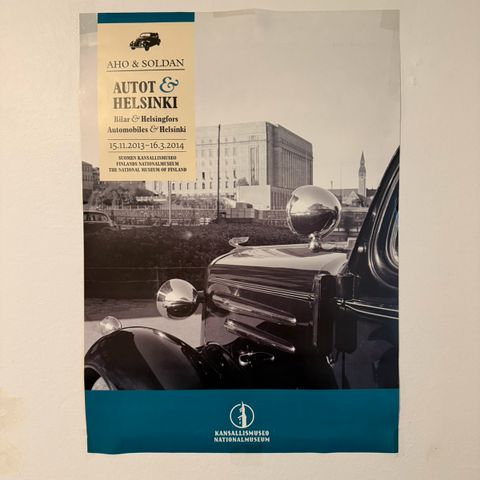 AHO & SOLDAN
AUTOT &
HELSINKI
Bilar & Helsingfors
Automobiles & Helsinki
15.11.2013–16.3.2014
SUOMEN KANSALLISMUSEO
FINLANDS NATIONALMUSEUM
THE NATIONAL MUSEUM OF FINLAND
KANSALLISMUSEO
NATIONALMUSEUM